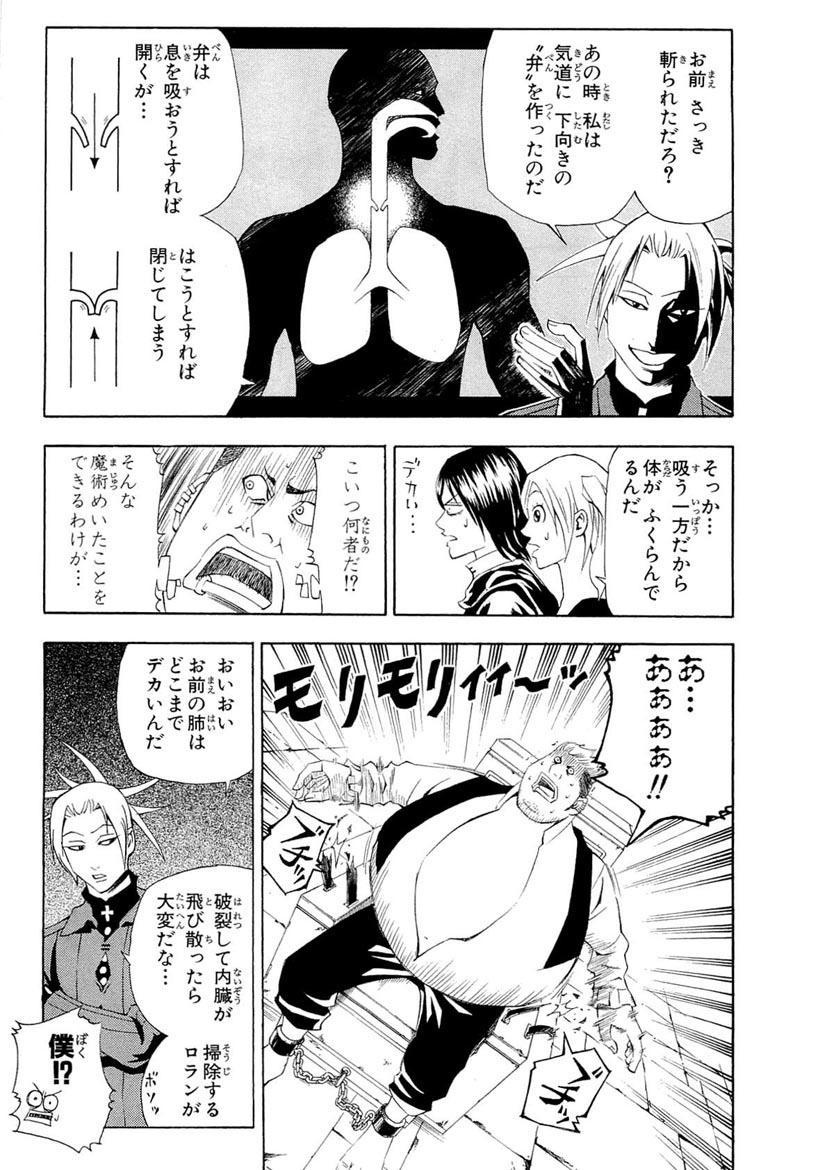 お前 さっき
斬られただろ？
あの時 私は
気道に 下向きの
〝弁〟を作ったのだ
弁は
息を吸おうとすれば
開くが…
はこうとすれば
閉じてしまう
そっか…
吸う一方だから
体が ふくらんで
るんだ
デカい…
こいつ何者だ!?
そんな
魔術めいたことを
できるわけが…
あ…
あぁあぁあ!!
モリモリィィ〜ッ
ブチッ
ブチッ
おいおい
お前の肺は
どこまで
デカいんだ
破裂して内臓が
飛び散ったら 掃除する
大変だな… ロランが
ボソッ
僕!?